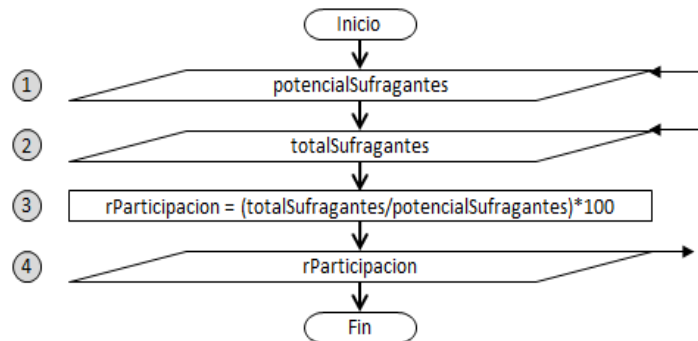 Inicio
1 potencialSufragantes
2 totalSufragantes
3 rParticipacion = (totalSufragantes/potencialSufragantes)*100
4 rParticipacion
Fin